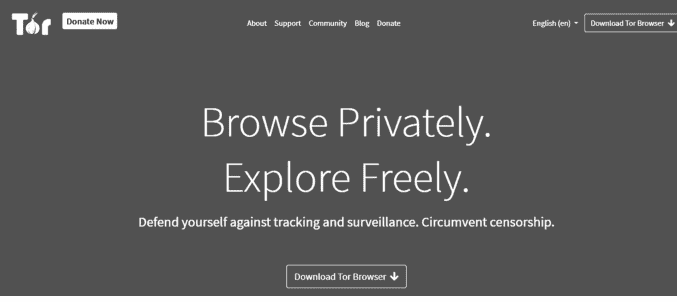 Tor
Donate Now
About Support Community Blog Donate
English (en)
Download Tor Browser
Browse Privately.
Explore Freely.
Defend yourself against tracking and surveillance. Circumvent censorship.
Download Tor Browser